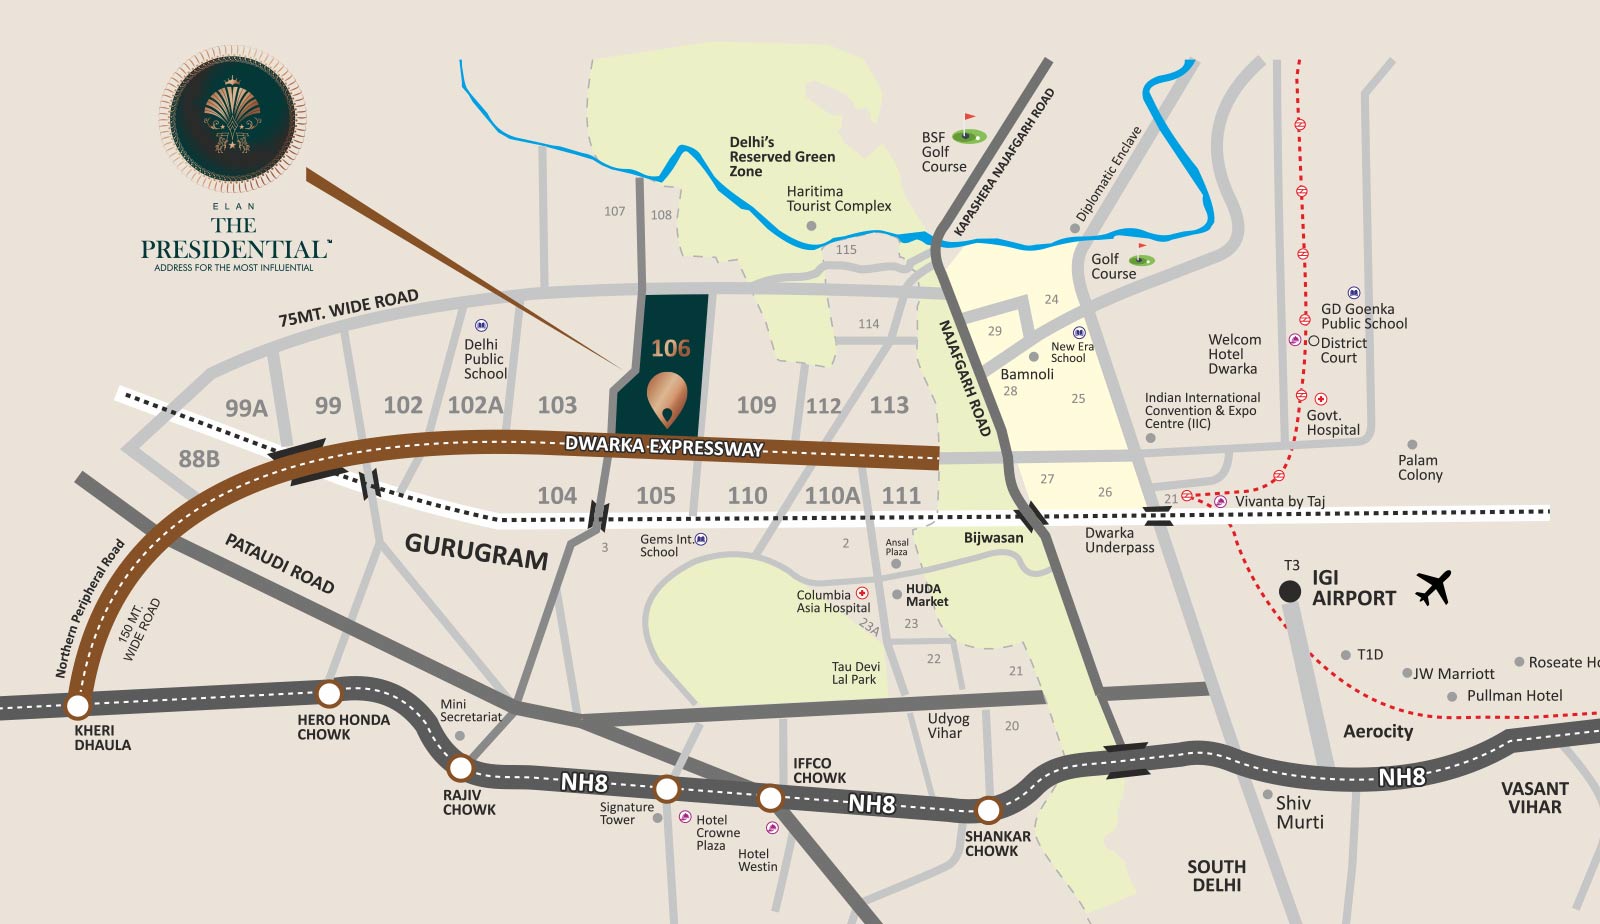 ELAN
THE
PRESIDENTIAL™
ADDRESS FOR THE MOST INFLUENTIAL
Delhi's
Reserved Green
Zone
Haritima
Tourist Complex
BSF
Golf
Course
KAPASHERA NAJAFGARH ROAD
Diplomatic Enclave
107
108
115
Golf
Course
75MT. WIDE ROAD
Delhi
Public
School
106
114
NAJAFGARH ROAD
24
29
New Era
School
Bamnoli
28
25
Welcom
Hotel
Dwarka
GD Goenka
Public School
District
Court
Indian International
Convention & Expo
Centre (IIC)
Govt.
Hospital
Palam
Colony
99A
99
102
102A
103
109
112
113
88B
DWARKA EXPRESSWAY
104
105
110
110A
111
27
26
21
Vivanta by Taj
Northern Peripheral Road
150 MT.
WIDE ROAD
PATAUDI ROAD
GURUGRAM
3
Gems Int.
School
2
Ansal
Plaza
Bijwasan
Dwarka
Underpass
Columbia
Asia Hospital
HUDA
Market
23A
23
22
21
Tau Devi
Lal Park
T3
IGI
AIRPORT
T1D
JW Marriott
Roseate Ho
Pullman Hotel
Aerocity
KHERI
DHAULA
HERO HONDA
CHOWK
Mini
Secretariat
RAJIV
CHOWK
NH8
Signature
Tower
Hotel
Crowne
Plaza
IFFCO
CHOWK
Hotel
Westin
NH8
Udyog
Vihar
20
SHANKAR
CHOWK
NH8
Shiv
Murti
VASANT
VIHAR
SOUTH
DELHI